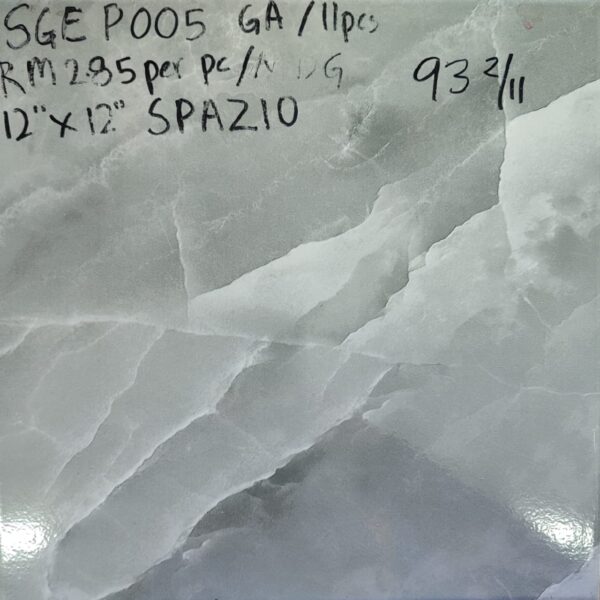 SGE P005 GA / 11pcs
RM 2.85 per pc /
93 2/11
12" x 12" SPAZIO